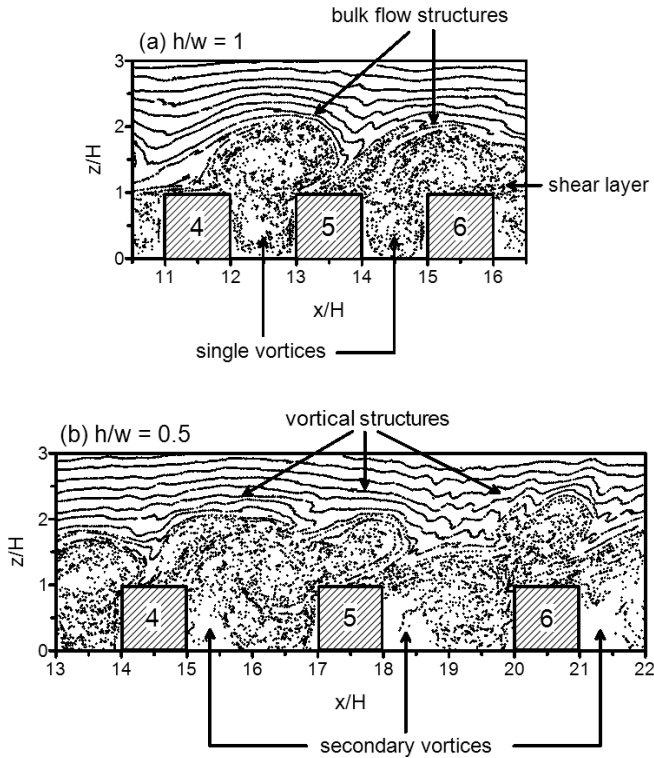 bulk flow structures
(a) h/w = 1
3
2
1
0
z/H
4
5
6
shear layer
11 12 13 14 15 16
x/H
single vortices
vortical structures
(b) h/w = 0.5
3
2
1
0
z/H
4
5
6
13 14 15 16 17 18 19 20 21 22
x/H
secondary vortices